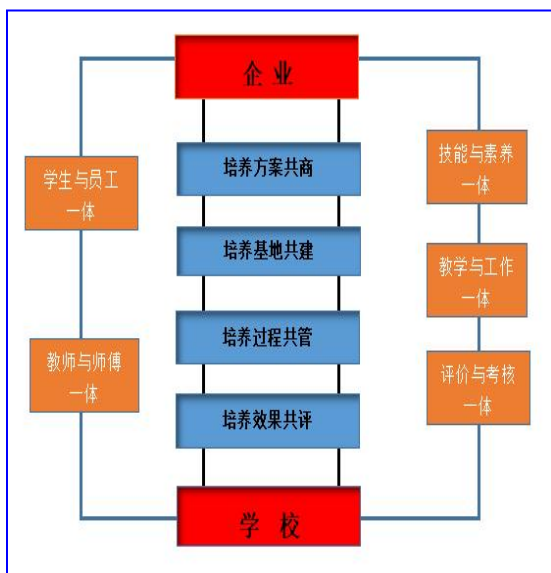 企业
学生与员工
一体
教师与师傅
一体
培养方案共商
培养基地共建
培养过程共管
培养效果共评
技能与素养
一体
教学与工作
一体
评价与考核
一体
学校